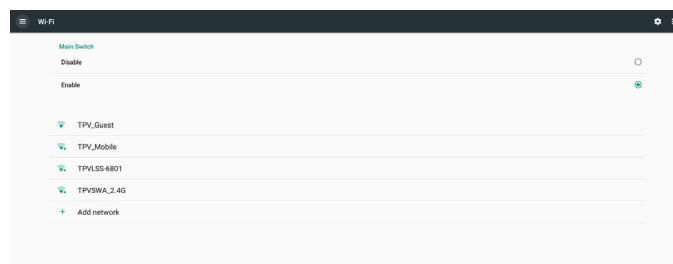 Wi-Fi
Main Switch
Disable
Enable
TPV_Guest
TPV_Mobile
TPVLSS-6801
TPVSWA_2.4G
Add network